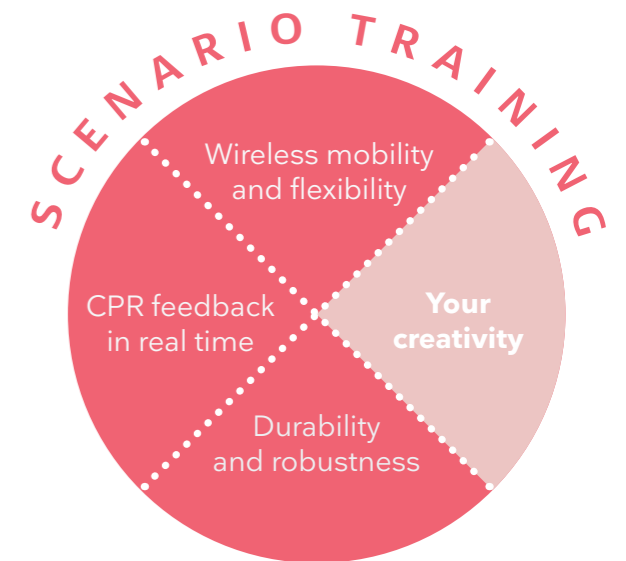 SCENARIO TRAINING
Wireless mobility
and flexibility
CPR feedback
in real time
Your
creativity
Durability
and robustness